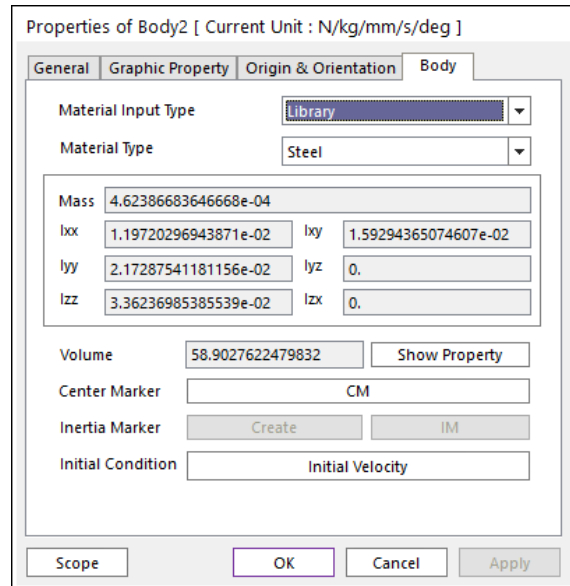 Properties of Body2 [ Current Unit : N/kg/mm/s/deg ]
General Graphic Property Origin & Orientation Body
Material Input Type Library
Material Type Steel
Mass 4.62386683646668e-04
Ixx 1.19720296943871e-02 Ixy 1.59294365074607e-02
Iyy 2.17287541181156e-02 Iyz 0.
Izz 3.36236985385539e-02 Izx 0.
Volume 58.9027622479832 Show Property
Center Marker CM
Inertia Marker Create IM
Initial Condition Initial Velocity
Scope OK Cancel Apply